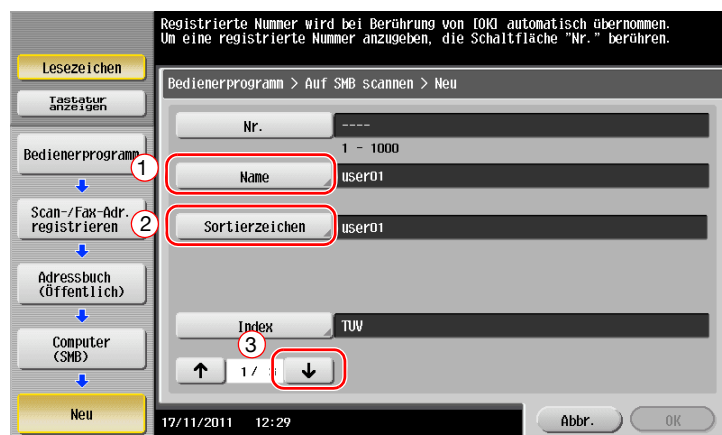 Registrierte Nummer wird bei Berührung von [OK] automatisch übernommen.
Um eine registrierte Nummer anzugeben, die Schaltfläche "Nr." berühren.
Lesezeichen
Tastatur
anzeigen
Bedienerprogramm > Auf SMB scannen > Neu
Nr.
----
1 - 1000
Bedienerprogramm
1
Name
user01
Scan-/Fax-Adr.
registrieren
2
Sortierzeichen
user01
Adressbuch
(Öffentlich)
Index
TUV
Computer
(SMB)
3
↑
1/
↓
Neu
17/11/2011 12:29
Abbr.
OK